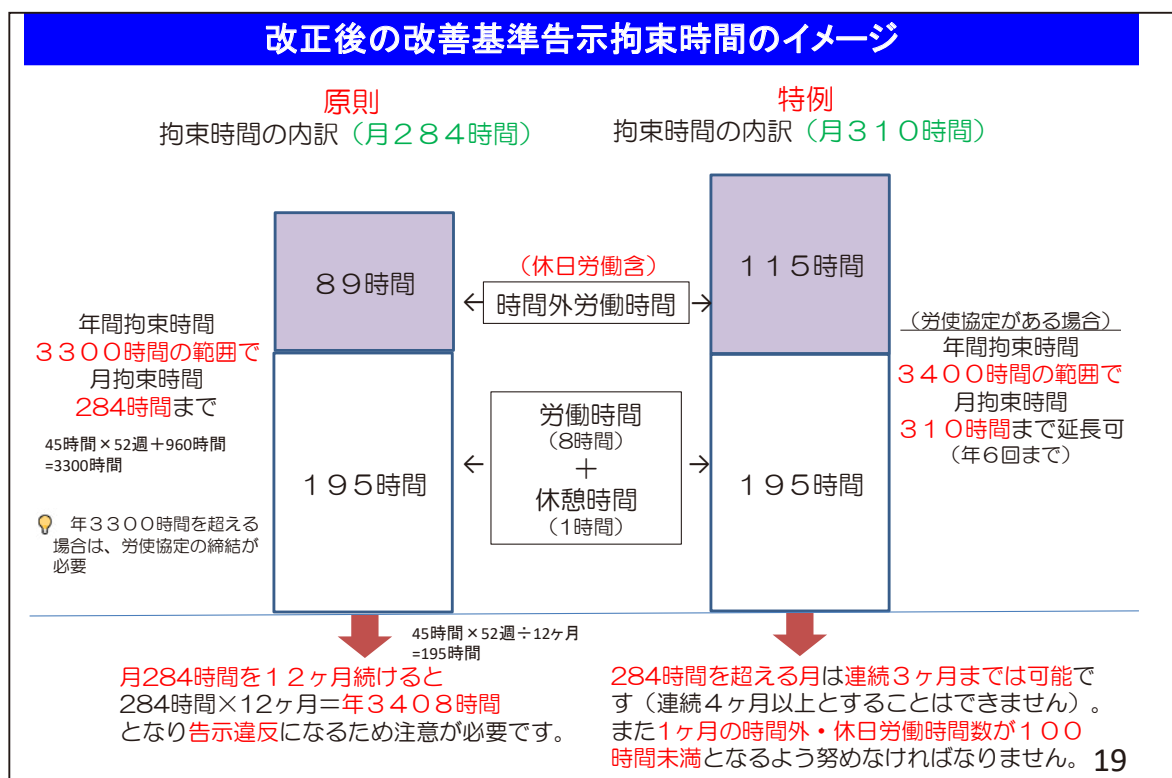 改正後の改善基準告示拘束時間のイメージ
原則
拘束時間の内訳（月２８４時間）
特例
拘束時間の内訳（月３１０時間）
８９時間
（休日労働含）
← 時間外労働時間 →
１１５時間
年間拘束時間
３３００時間の範囲で
月拘束時間
284時間まで
45時間×52週＋960時間
=3300時間
年３３００時間を超える
場合は、労使協定の締結が
必要
１９５時間
←
労働時間
（8時間）
＋
休憩時間
（1時間）
→
１９５時間
（労使協定がある場合）
年間拘束時間
３４００時間の範囲で
月拘束時間
３１０時間まで延長可
（年６回まで）
45時間×52週÷12ヶ月
=195時間
月284時間を１２ヶ月続けると
284時間×12ヶ月＝年３４０８時間
となり告示違反になるため注意が必要です。
284時間を超える月は連続３ヶ月までは可能で
す（連続４ヶ月以上とすることはできません）。
また1ヶ月の時間外・休日労働時間数が１００
時間未満となるよう努めなければなりません。
19